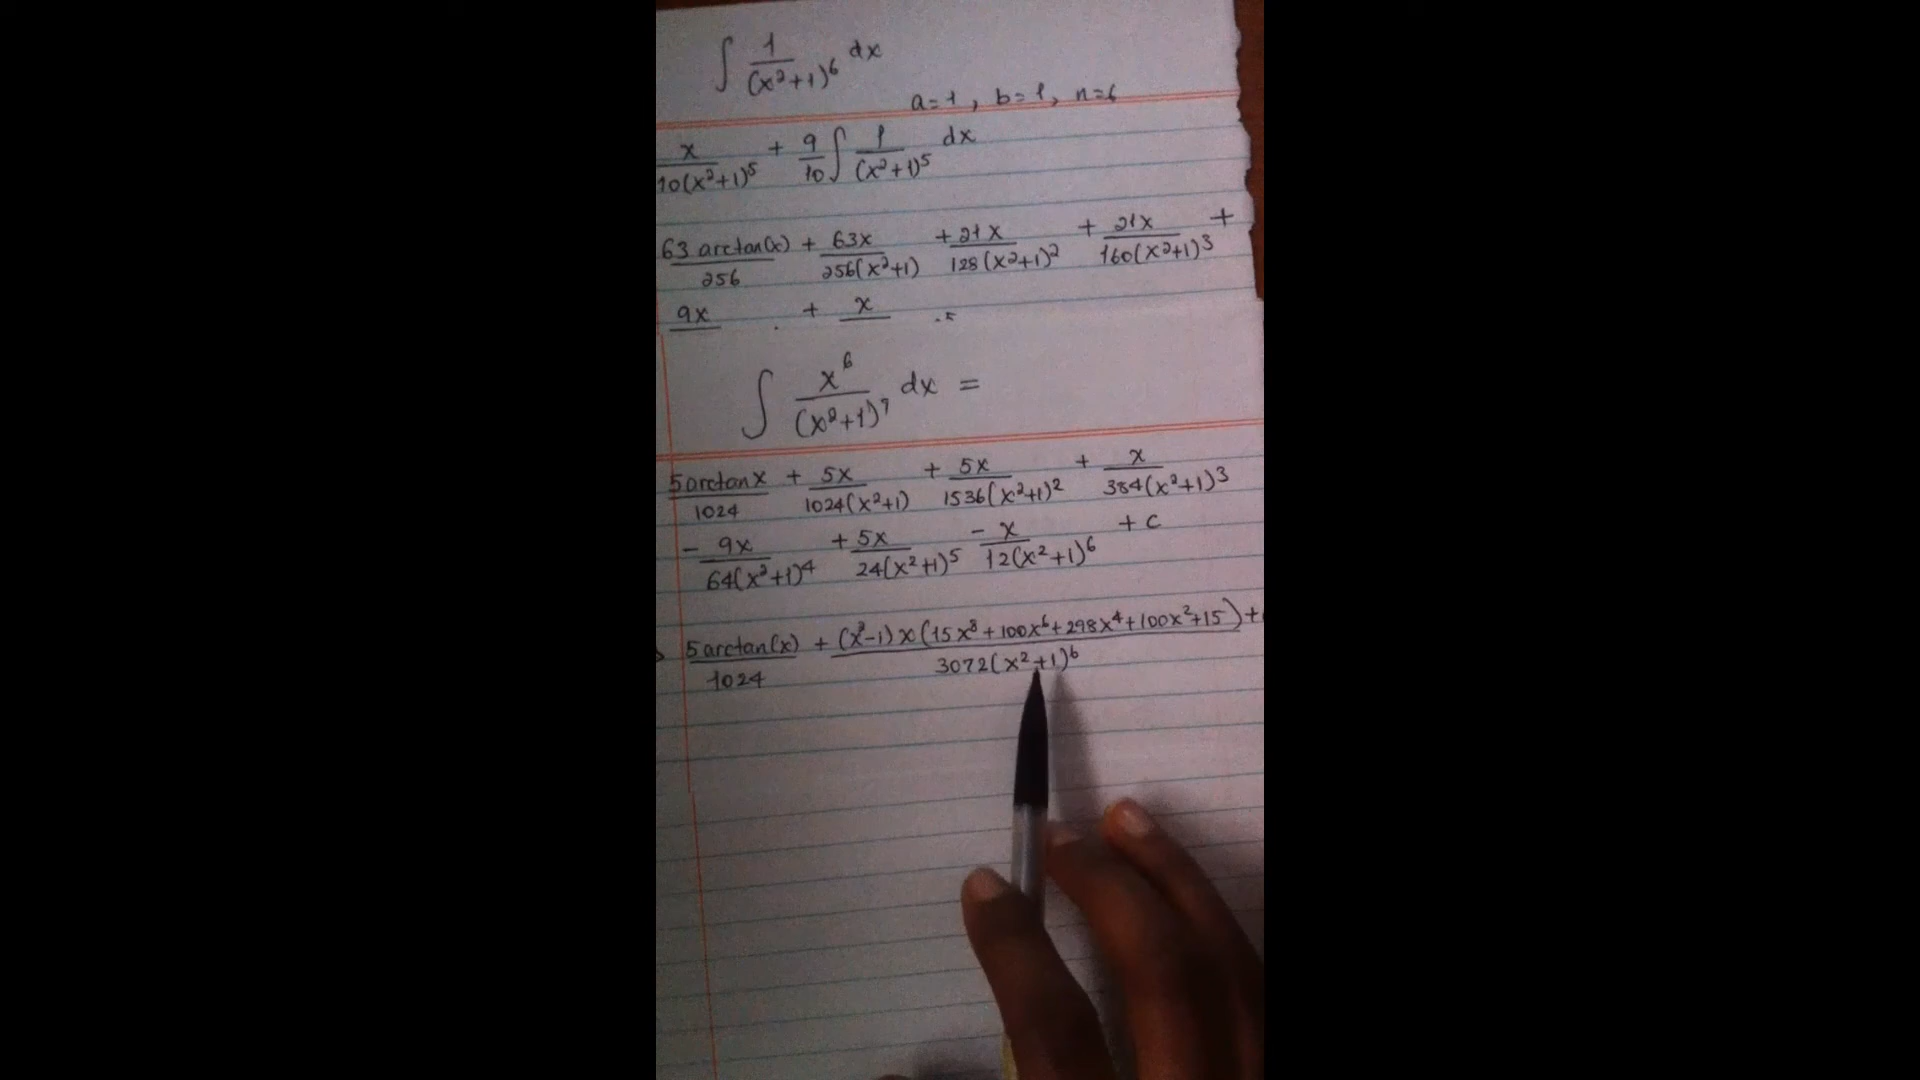 ∫ 1/(x²+1)⁶ dx
a=1, b=1, n=6
x/10(x²+1)⁵ + 9/10 ∫ 1/(x²+1)⁵ dx
63 arctan(x)/256 + 63x/256(x²+1) + 21x/128(x²+1)² + 21x/160(x²+1)³ +
9x + x
∫ x⁶/(x²+1)⁷ dx =
5arctanx/1024 + 5x/1024(x²+1) + 5x/1536(x²+1)² + x/384(x²+1)³
- 9x/64(x²+1)⁴ + 5x/24(x²+1)⁵ - x/12(x²+1)⁶ + c
5arctan(x)/1024 + (x²-1)x(15x⁸+100x⁶+298x⁴+100x²+15)/3072(x²+1)⁶ +